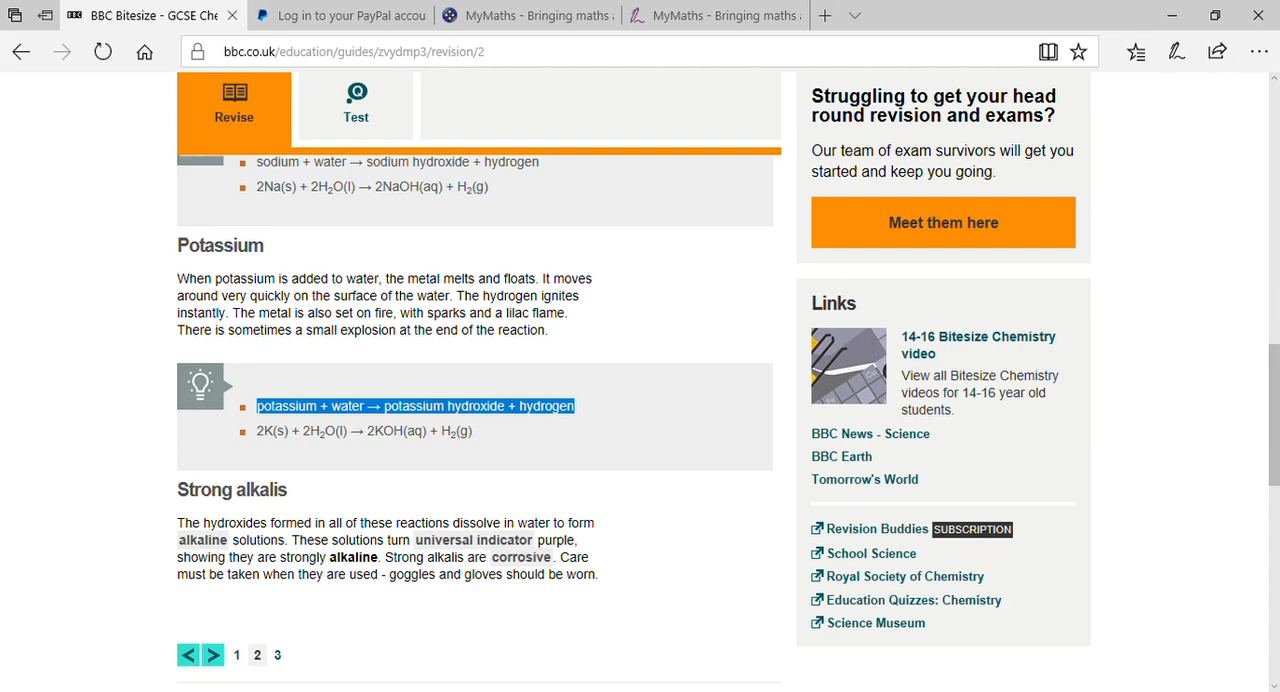 BBC Bitesize - GCSE Che
Log in to your PayPal accou
MyMaths - Bringing maths a
MyMaths - Bringing maths a
bbc.co.uk/education/guides/zvydmp3/revision/2
Revise
Test
sodium + water → sodium hydroxide + hydrogen
2Na(s) + 2H₂O(l) → 2NaOH(aq) + H₂(g)
Potassium
When potassium is added to water, the metal melts and floats. It moves
around very quickly on the surface of the water. The hydrogen ignites
instantly. The metal is also set on fire, with sparks and a lilac flame.
There is sometimes a small explosion at the end of the reaction.
potassium + water → potassium hydroxide + hydrogen
2K(s) + 2H₂O(l) → 2KOH(aq) + H₂(g)
Strong alkalis
The hydroxides formed in all of these reactions dissolve in water to form
alkaline solutions. These solutions turn universal indicator purple,
showing they are strongly alkaline. Strong alkalis are corrosive. Care
must be taken when they are used - goggles and gloves should be worn.
< > 1 2 3
Struggling to get your head
round revision and exams?
Our team of exam survivors will get you
started and keep you going.
Meet them here
Links
14-16 Bitesize Chemistry
video
View all Bitesize Chemistry
videos for 14-16 year old
students.
BBC News - Science
BBC Earth
Tomorrow's World
Revision Buddies SUBSCRIPTION
School Science
Royal Society of Chemistry
Education Quizzes: Chemistry
Science Museum